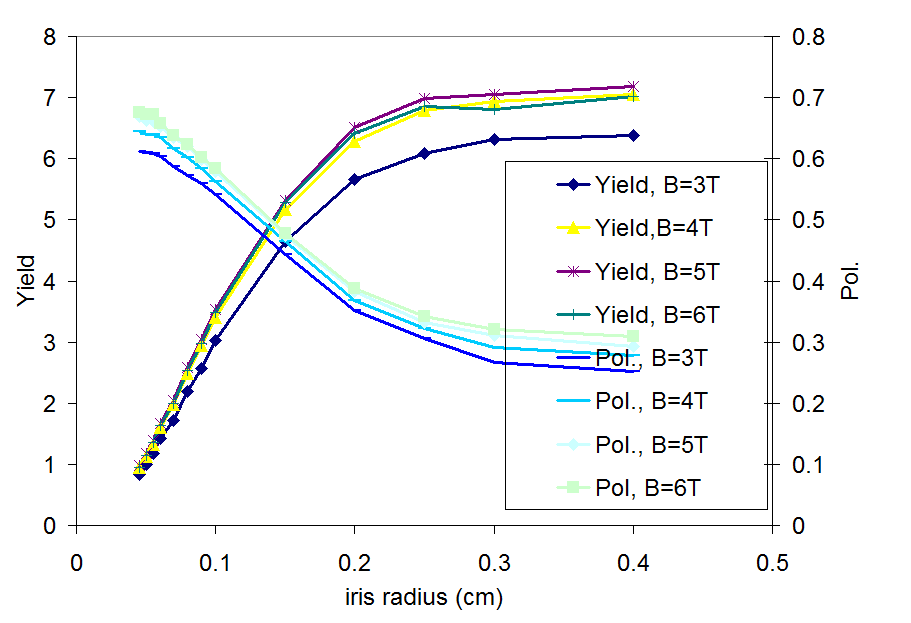 8
7
6
5
4
3
2
1
0
Yield
0.8
0.7
0.6
0.5
0.4
0.3
0.2
0.1
0
Pol.
Yield, B=3T
Yield,B=4T
Yield, B=5T
Yield, B=6T
Pol., B=3T
Pol., B=4T
Pol., B=5T
Pol, B=6T
0 0.1 0.2 0.3 0.4 0.5
iris radius (cm)